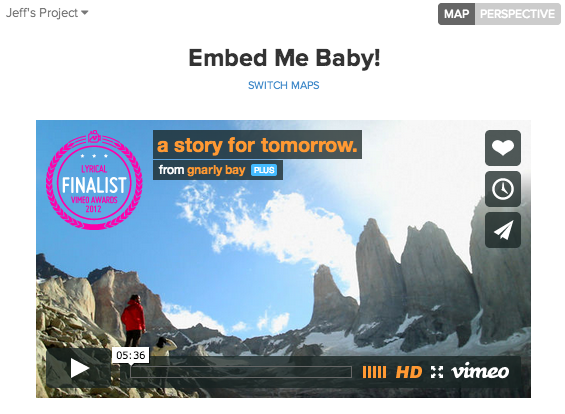 Jeff's Project
MAP PERSPECTIVE
Embed Me Baby!
SWITCH MAPS
LYRICAL
FINALIST
VIMEO AWARDS
2012
a story for tomorrow.
from gnarly bay PLUS
05:36
HD vimeo